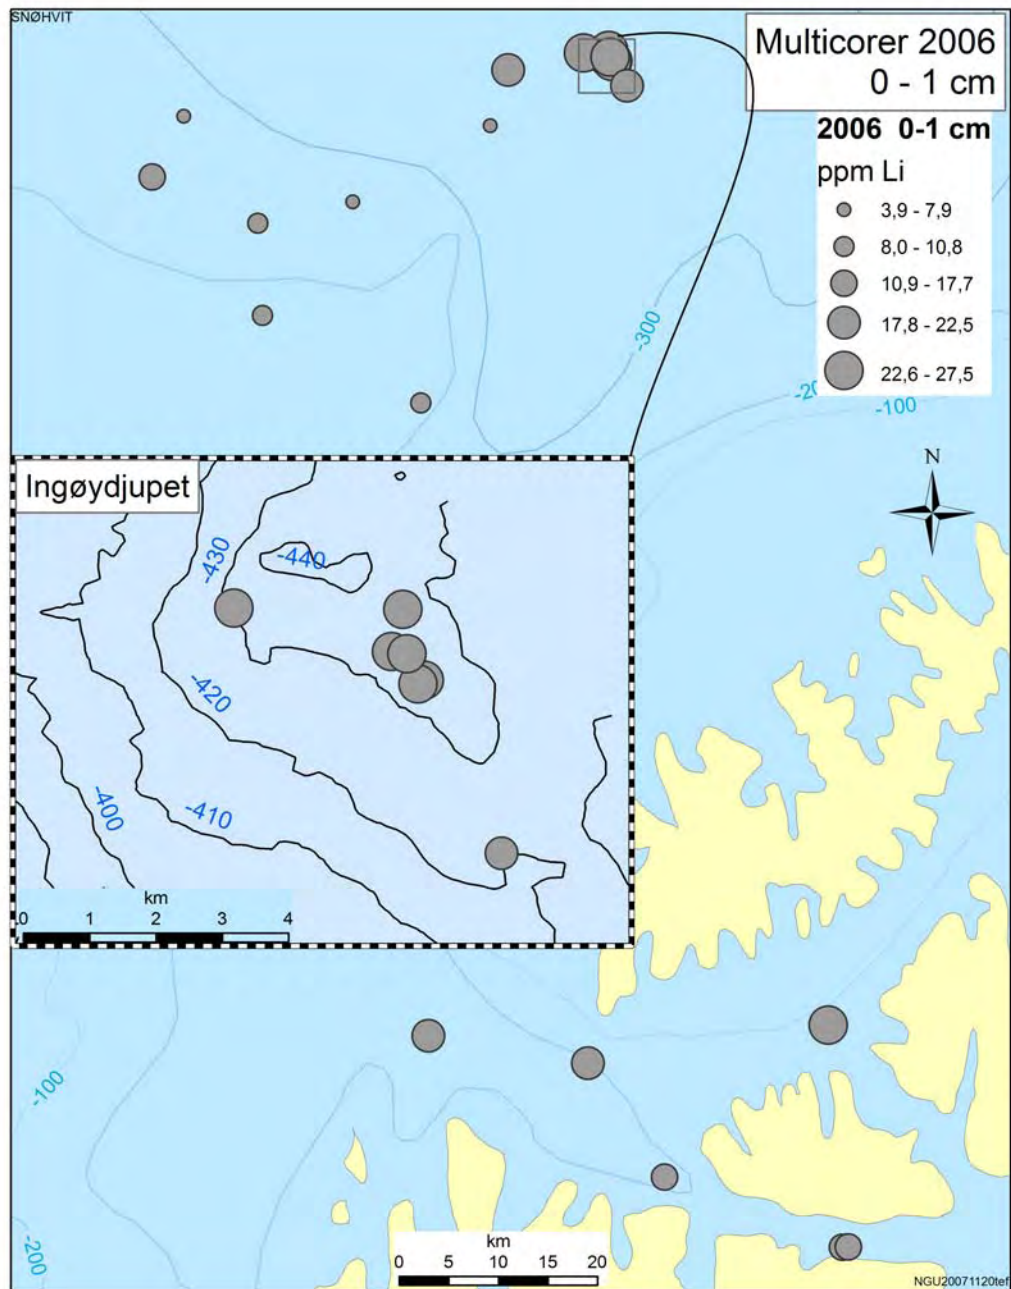 SNØHVIT
Multicorer 2006
0 - 1 cm
2006 0-1 cm
ppm Li
3,9 - 7,9
8,0 - 10,8
10,9 - 17,7
17,8 - 22,5
22,6 - 27,5
-300
-20
-100
N
Ingøydjupet
-430
-440
-420
-400
-410
km
0 1 2 3 4
-100
-200
km
0 5 10 15 20
NGU20071120tef